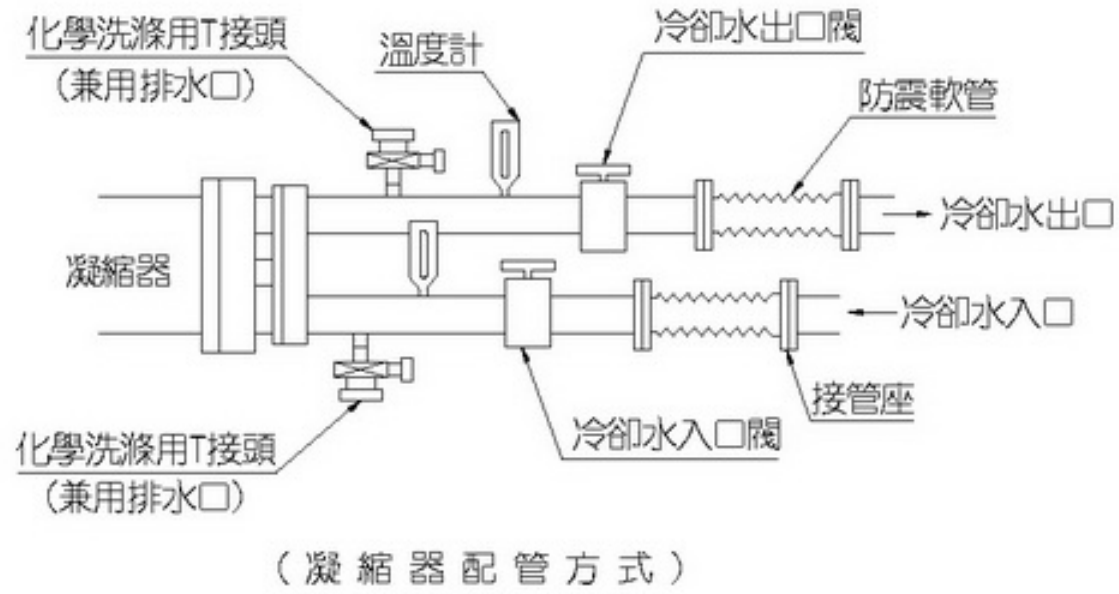 化學洗滌用T接頭
(兼用排水口)
溫度計
冷卻水出口閥
防震軟管
冷卻水出口
凝縮器
冷卻水入口
接管座
冷卻水入口閥
化學洗滌用T接頭
(兼用排水口)
(凝縮器配管方式)